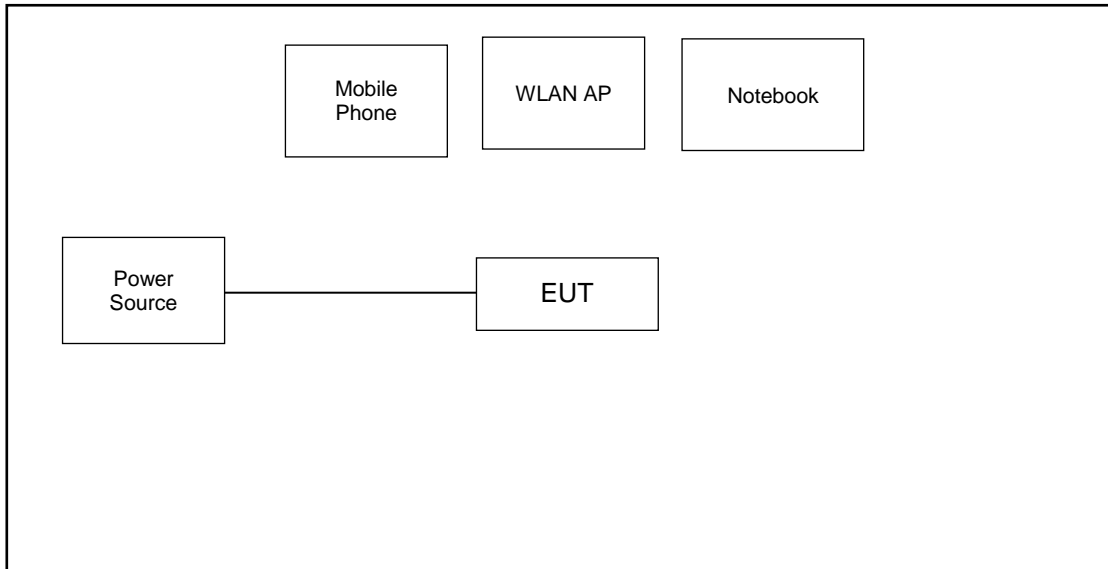 Mobile
Phone
WLAN AP
Notebook
Power
Source
EUT